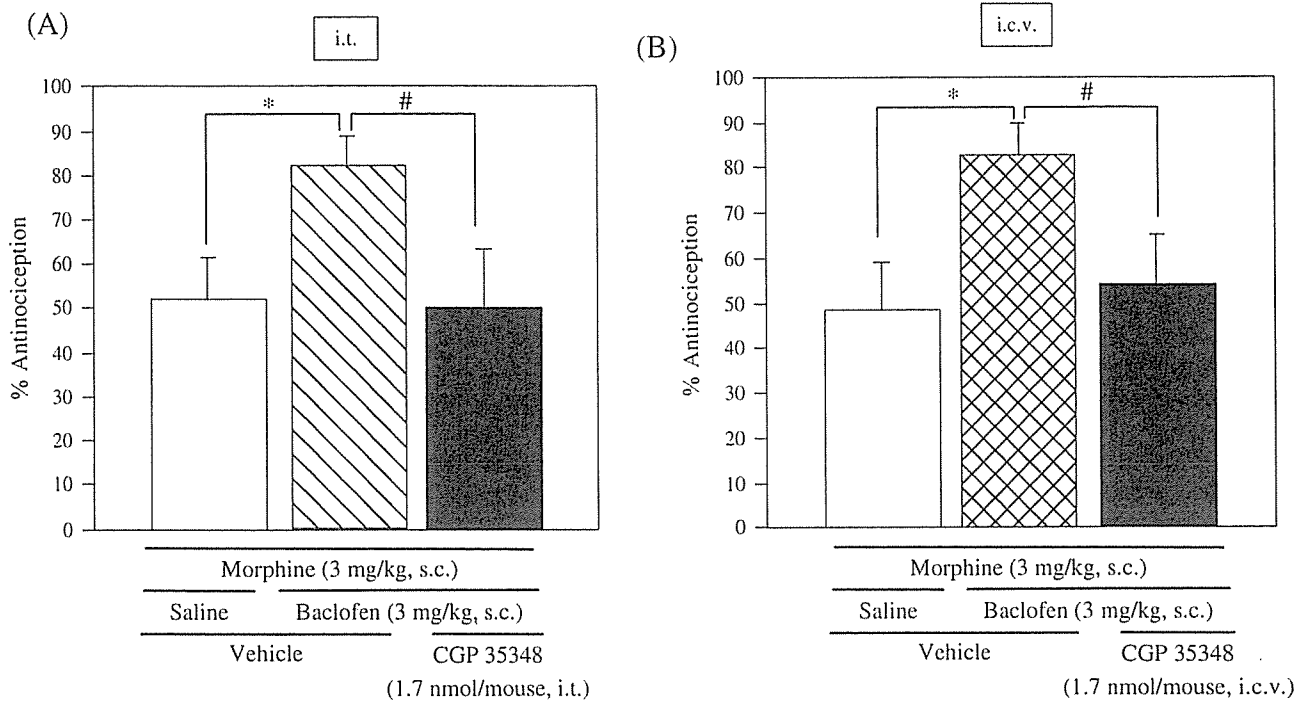 (A)
i.t.
100
90
80
70
60
50
40
30
20
10
0
% Antinociception
*
#
Morphine (3 mg/kg, s.c.)
Saline Baclofen (3 mg/kg, s.c.)
Vehicle CGP 35348
(1.7 nmol/mouse, i.t.)
(B)
i.c.v.
100
90
80
70
60
50
40
30
20
10
0
% Antinociception
*
#
Morphine (3 mg/kg, s.c.)
Saline Baclofen (3 mg/kg, s.c.)
Vehicle CGP 35348
(1.7 nmol/mouse, i.c.v.)